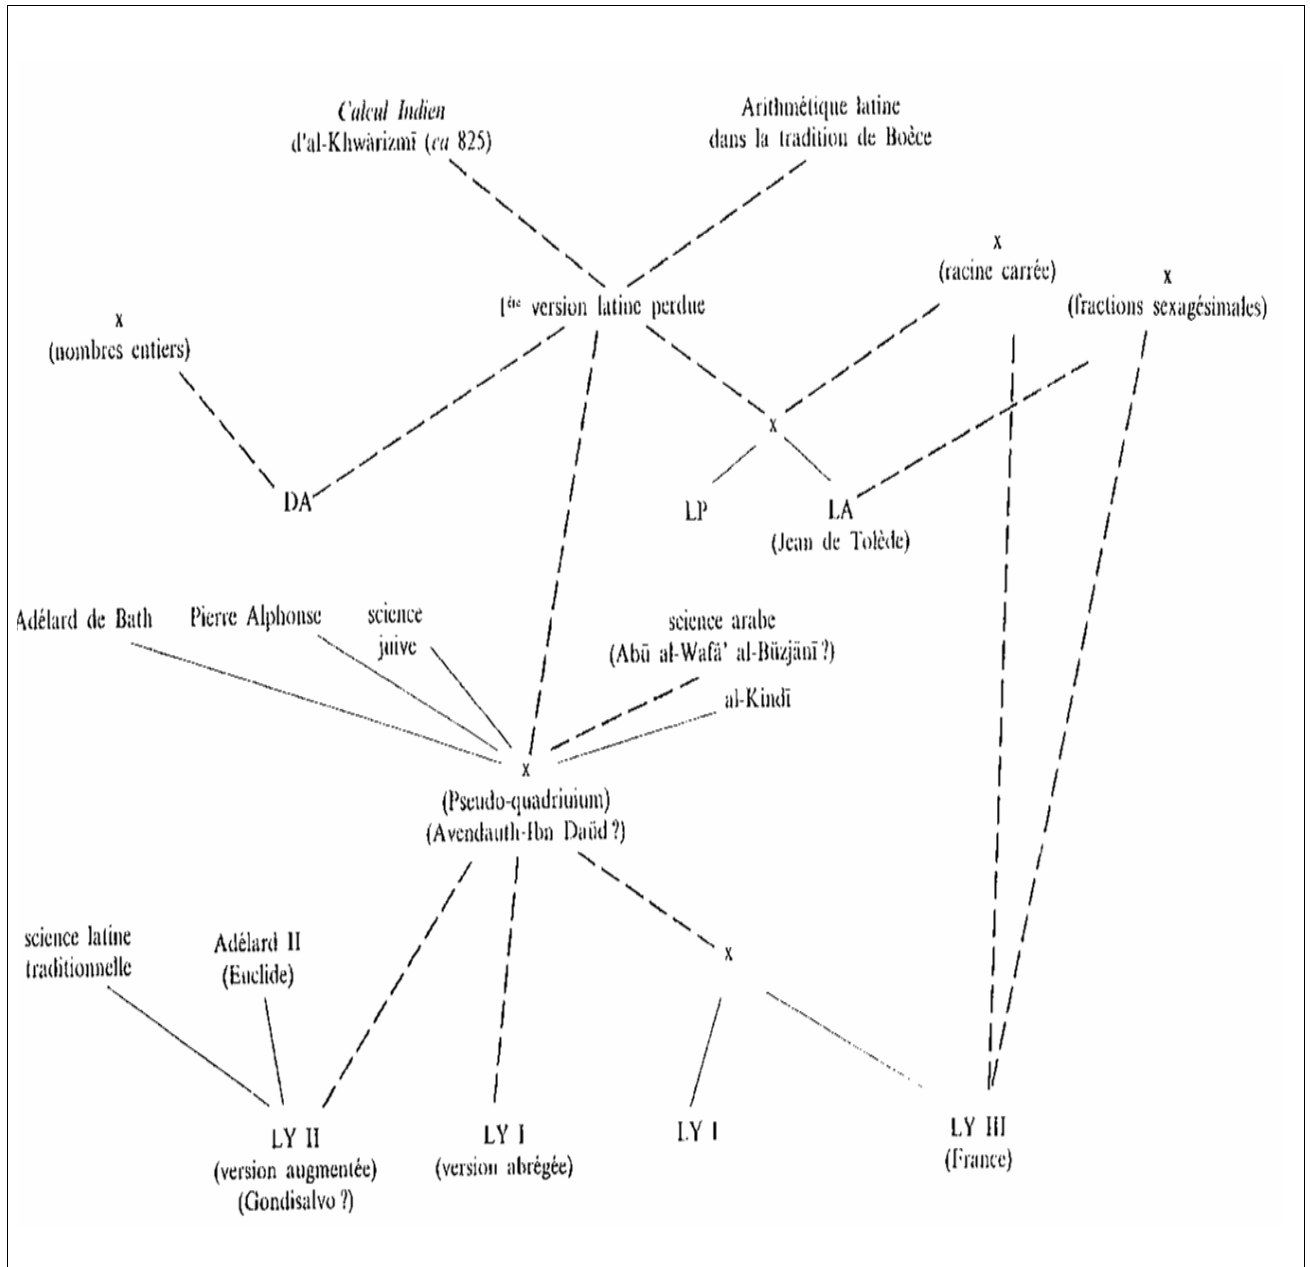 Calcul Indien
d'al-Khwārizmī (ca 825)
Arithmétique latine
dans la tradition de Boèce
x
(racine carrée)
x
(fractions sexagésimales)
1ère version latine perdue
x
(nombres entiers)
x
DA
LP
LA
(Jean de Tolède)
Adélard de Bath
Pierre Alphonse
science
juive
science arabe
(Abū al-Wafā' al-Būzjānī ?)
al-Kindī
x
(Pseudo-quadriuium)
(Avendauth-Ibn Daūd ?)
science latine
traditionnelle
Adélard II
(Euclide)
x
LY II
(version augmentée)
(Gondisalvo ?)
LY I
(version abrégée)
LY I
LY III
(France)